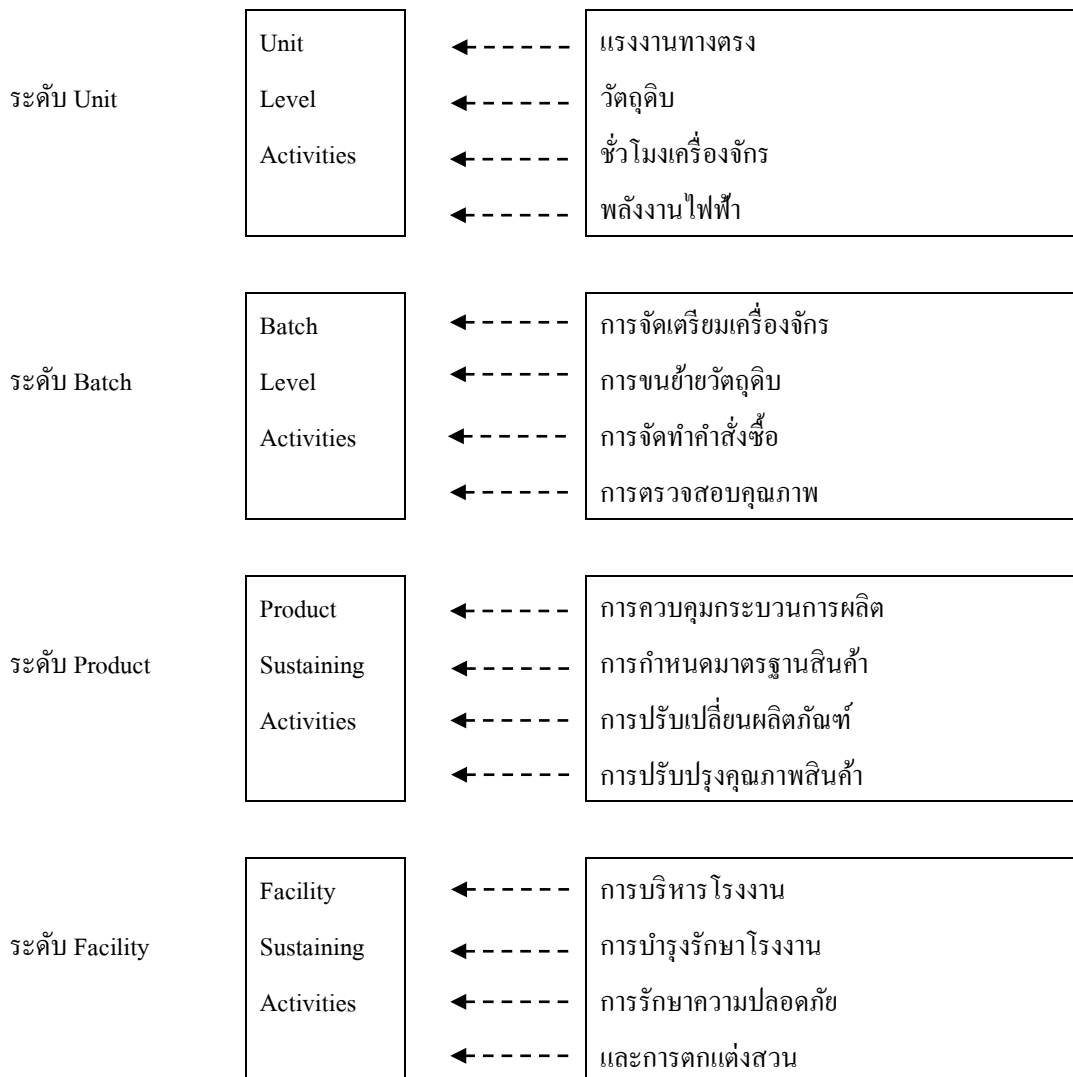 Unit แรงงานทางตรง
ระดับ Unit Level วัตถุดิบ
Activities ชั่วโมงเครื่องจักร
พลังงานไฟฟ้า
Batch การจัดเตรียมเครื่องจักร
ระดับ Batch Level การขนย้ายวัตถุดิบ
Activities การจัดทำคำสั่งซื้อ
การตรวจสอบคุณภาพ
Product การควบคุมกระบวนการผลิต
ระดับ Product Sustaining การกำหนดมาตรฐานสินค้า
Activities การปรับเปลี่ยนผลิตภัณฑ์
การปรับปรุงคุณภาพสินค้า
Facility การบริหารโรงงาน
ระดับ Facility Sustaining การบำรุงรักษาโรงงาน
Activities การรักษาความปลอดภัย
และการตกแต่งสวน